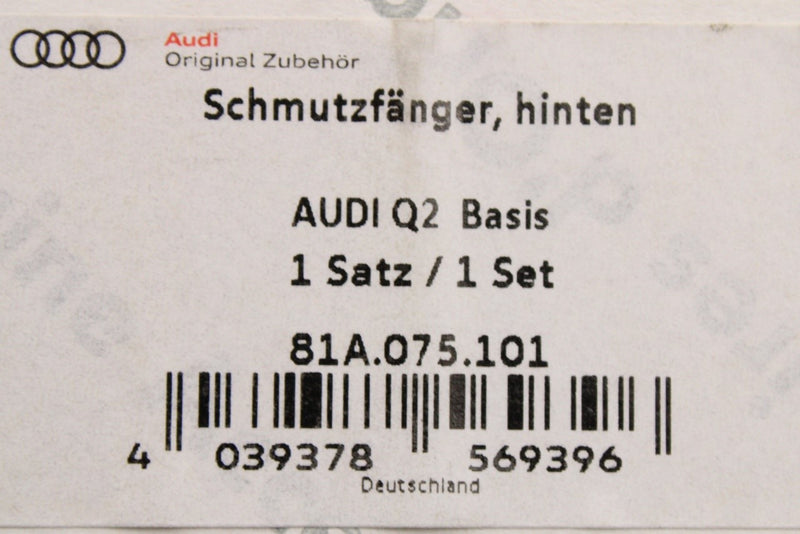 Audi
Original Zubehör
Schmutzfänger, hinten
AUDI Q2 Basis
1 Satz / 1 Set
81A.075.101
4 039378 569396
Deutschland